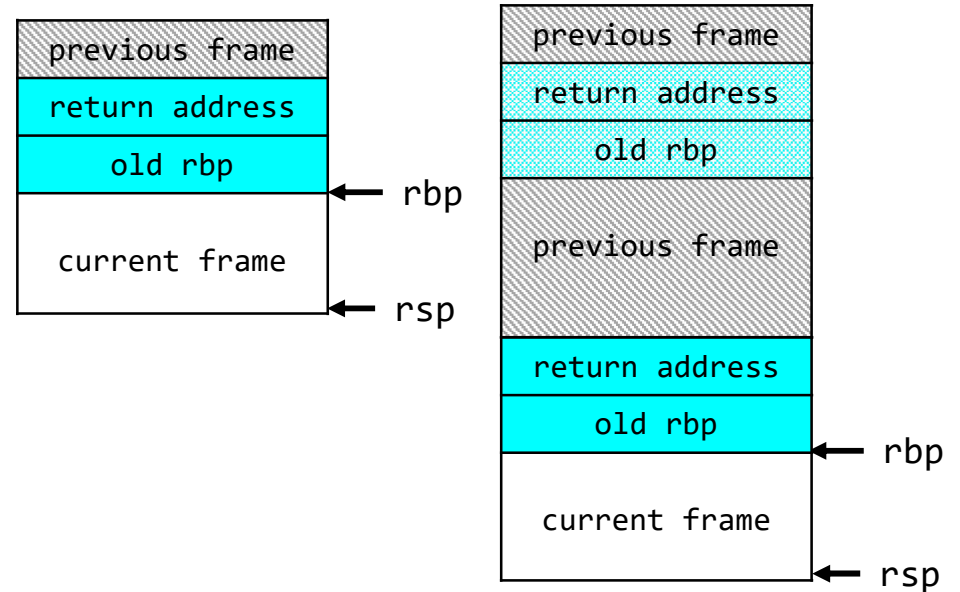 previous frame
return address
old rbp
rbp
current frame
rsp
previous frame
return address
old rbp
previous frame
return address
old rbp
rbp
current frame
rsp